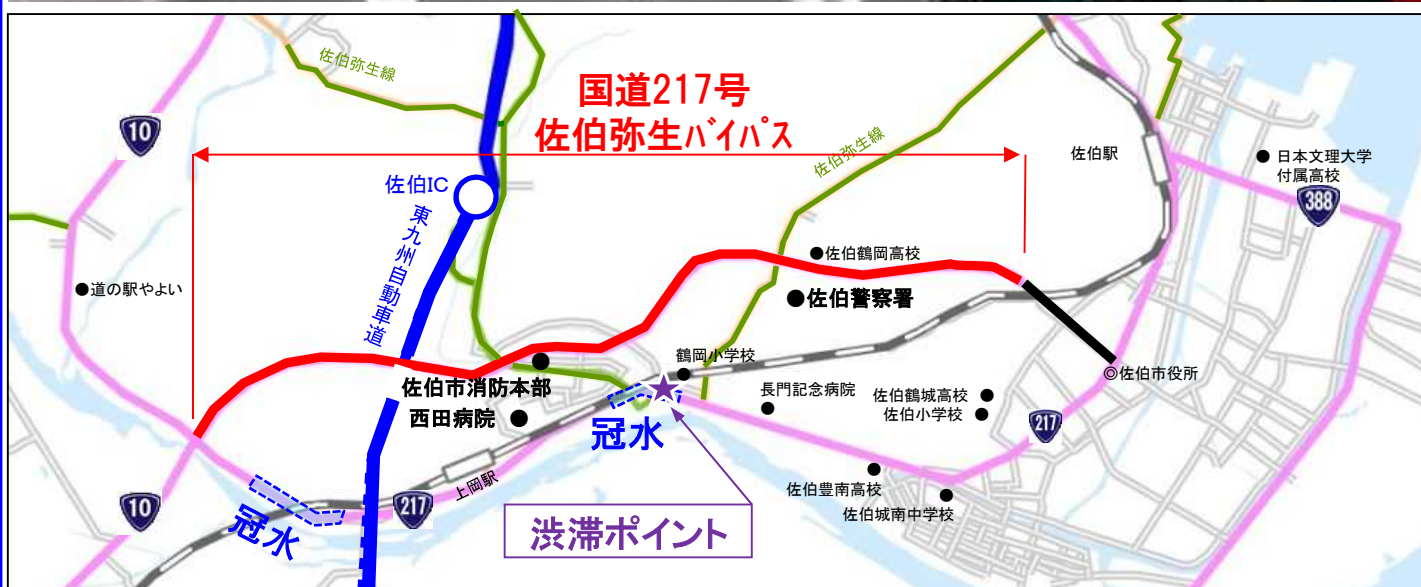 佐伯弥生線
国道217号
佐伯弥生バイパス
10
佐伯弥生線
佐伯駅
日本文理大学
付属高校
佐伯IC
388
東九州自動車道
佐伯鶴岡高校
道の駅やよい
佐伯警察署
鶴岡小学校
佐伯市役所
佐伯市消防本部
長門記念病院
佐伯鶴城高校
西田病院
佐伯小学校
冠水
217
上岡駅
佐伯豊南高校
10
217
佐伯城南中学校
冠水
渋滞ポイント